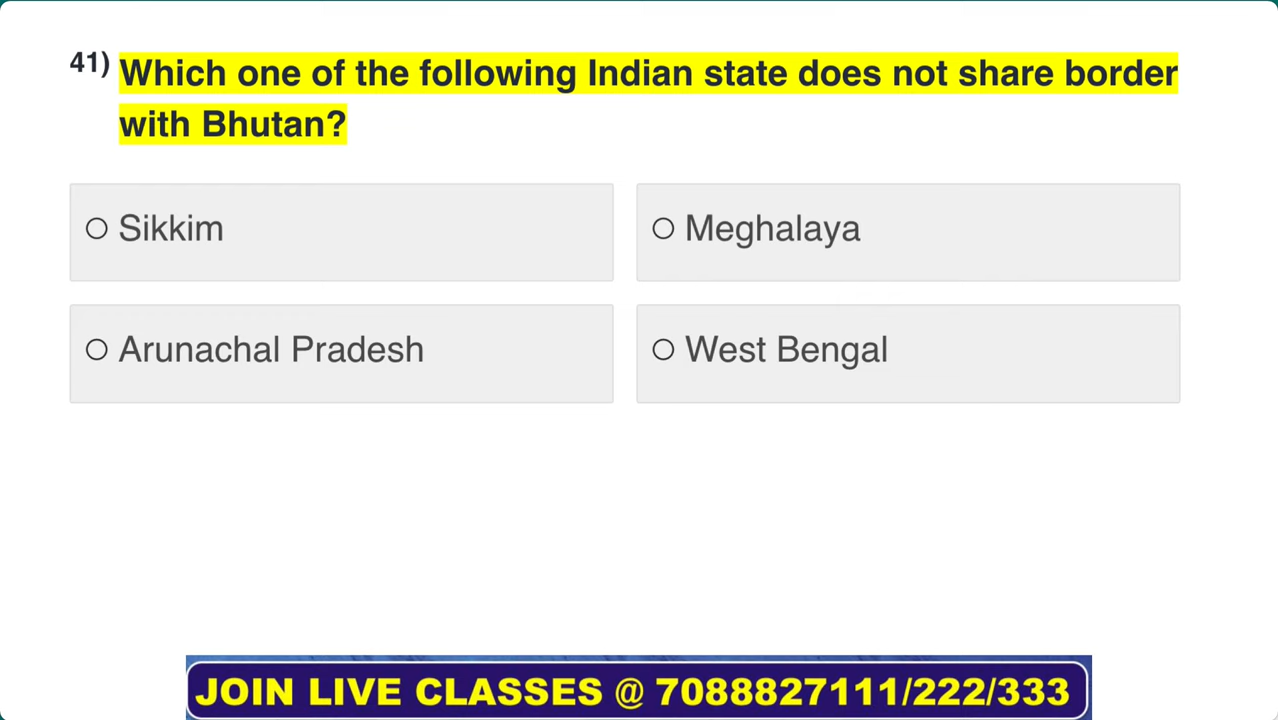 41) Which one of the following Indian state does not share border
with Bhutan?
Sikkim
Meghalaya
Arunachal Pradesh
West Bengal
JOIN LIVE CLASSES @ 7088827111/222/333